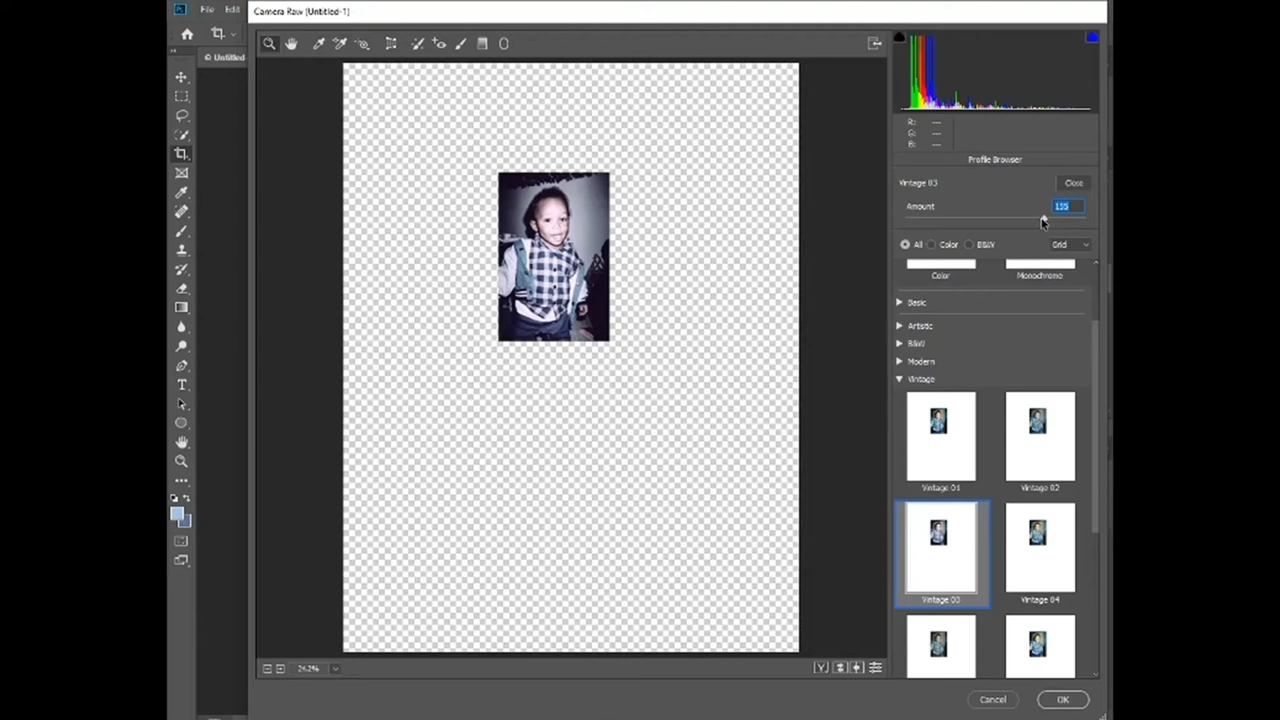 Camera Raw (Untitled-1)
Ps File Edit
© Untitled
R: ---
G: ---
B: ---
Profile Browser
Vintage 03 Close
Amount 155
All Color B&W Grid
Color Monochrome
Basic
Artistic
B&W
Modern
Vintage
Vintage 01 Vintage 02
Vintage 03 Vintage 04
24.2% Y
Cancel OK